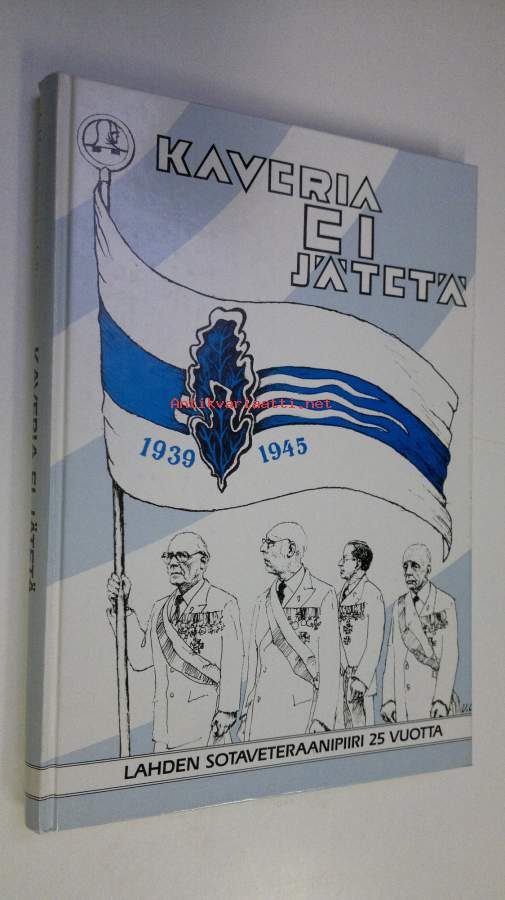 KAVERIA
EI
JÄTETÄ
Antikvariaatti.net
1939 1945
LAHDEN SOTAVETERAANIPIIRI 25 VUOTTA
KAVERIA EI JÄTETÄ